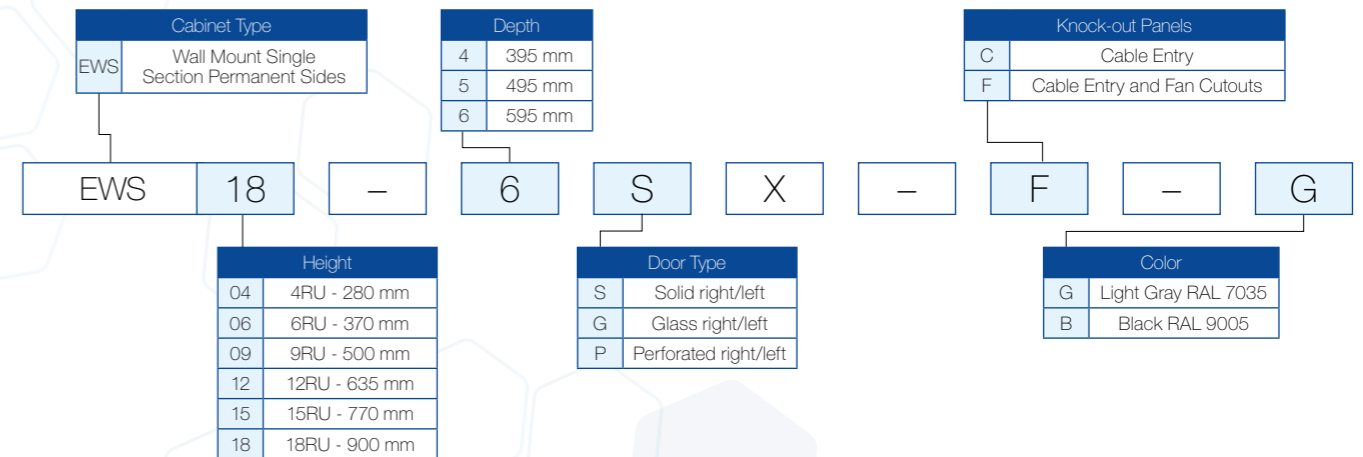 Cabinet Type
EWS Wall Mount Single
Section Permanent Sides
Depth
4 395 mm
5 495 mm
6 595 mm
Knock-out Panels
C Cable Entry
F Cable Entry and Fan Cutouts
EWS 18 – 6 S X – F – G
Height
04 4RU - 280 mm
06 6RU - 370 mm
09 9RU - 500 mm
12 12RU - 635 mm
15 15RU - 770 mm
18 18RU - 900 mm
Door Type
S Solid right/left
G Glass right/left
P Perforated right/left
Color
G Light Gray RAL 7035
B Black RAL 9005